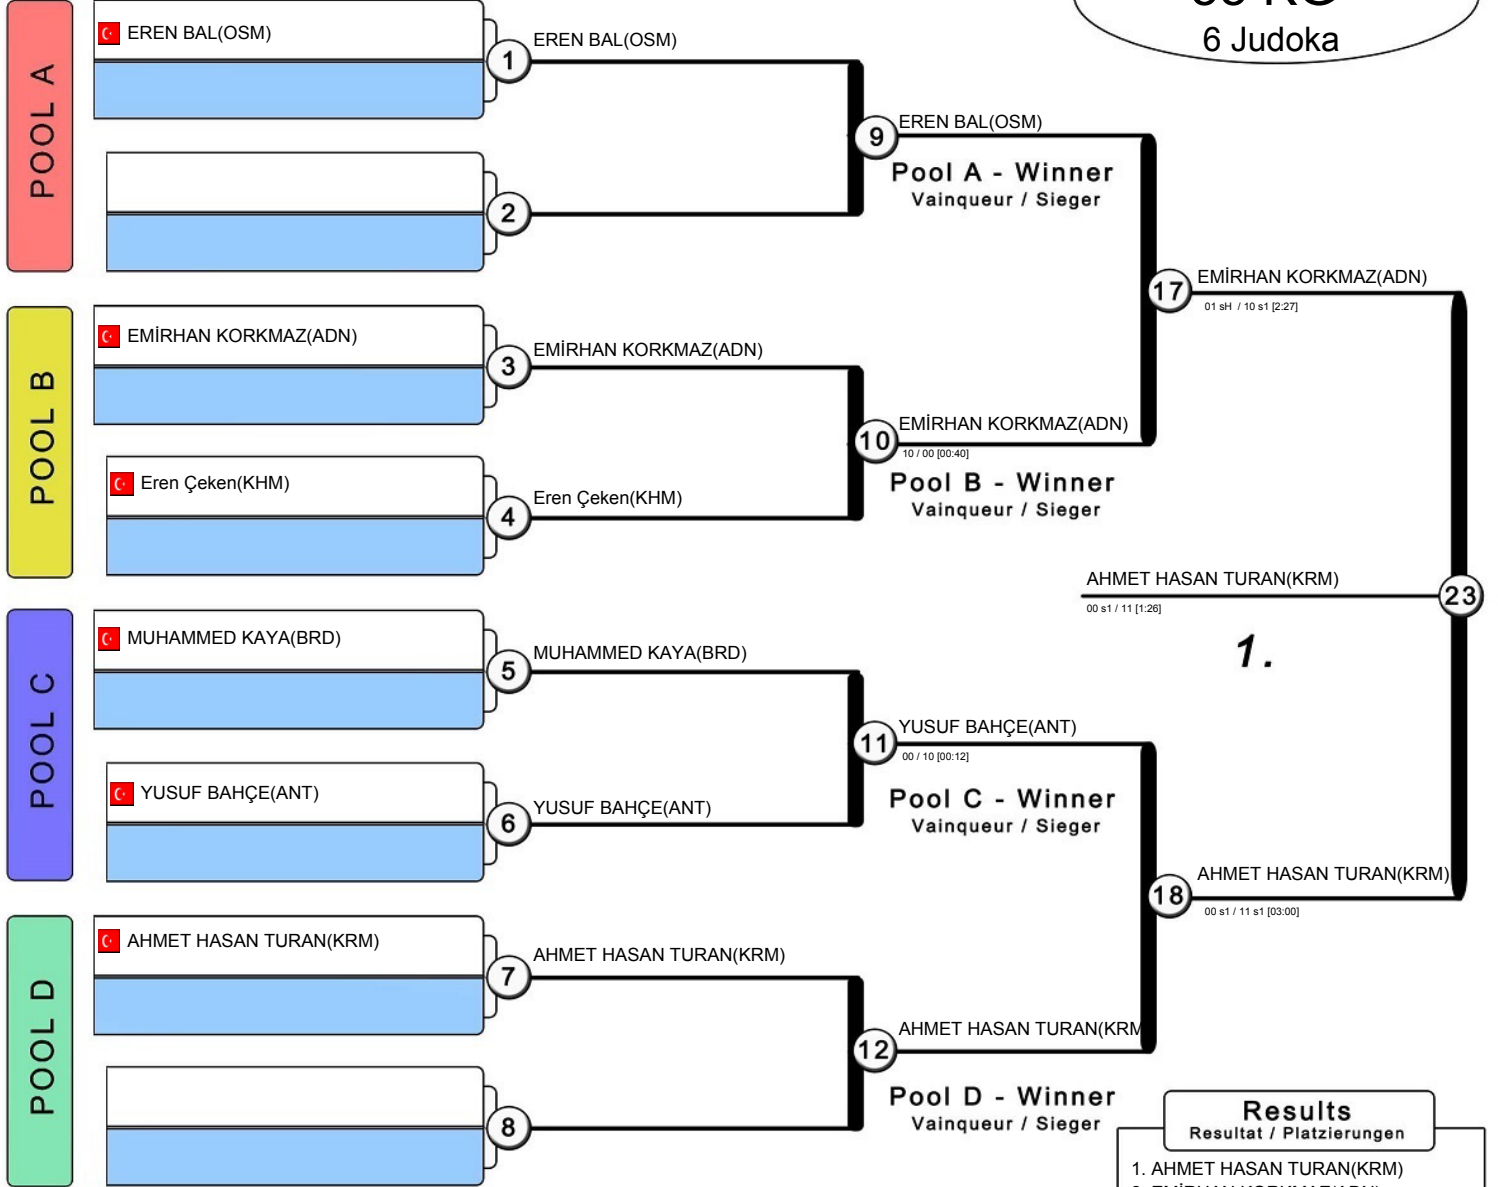 6 Judoka
POOL A
EREN BAL(OSM)
1
EREN BAL(OSM)
2
9
EREN BAL(OSM)
Pool A - Winner
Vainqueur / Sieger
POOL B
EMİRHAN KORKMAZ(ADN)
3
EMİRHAN KORKMAZ(ADN)
Eren Çeken(KHM)
4
Eren Çeken(KHM)
10
EMİRHAN KORKMAZ(ADN)
10 / 00 [00:40]
Pool B - Winner
Vainqueur / Sieger
17
EMİRHAN KORKMAZ(ADN)
01 sH / 10 s1 [2:27]
POOL C
MUHAMMED KAYA(BRD)
5
MUHAMMED KAYA(BRD)
YUSUF BAHÇE(ANT)
6
YUSUF BAHÇE(ANT)
11
YUSUF BAHÇE(ANT)
00 / 10 [00:12]
Pool C - Winner
Vainqueur / Sieger
POOL D
AHMET HASAN TURAN(KRM)
7
AHMET HASAN TURAN(KRM)
8
12
AHMET HASAN TURAN(KRM
Pool D - Winner
Vainqueur / Sieger
18
AHMET HASAN TURAN(KRM)
00 s1 / 11 s1 [03:00]
AHMET HASAN TURAN(KRM)
23
00 s1 / 11 [1:26]
1.
Results
Resultat / Platzierungen
1. AHMET HASAN TURAN(KRM)